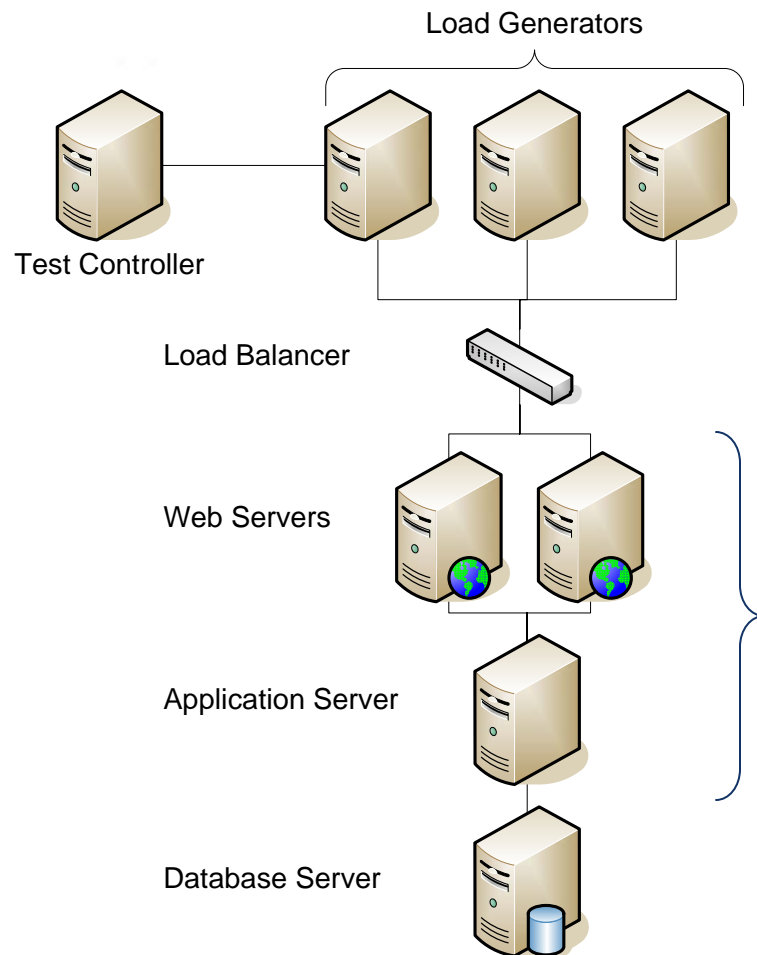 Load Generators
Test Controller
Load Balancer
Web Servers
Application Server
Database Server